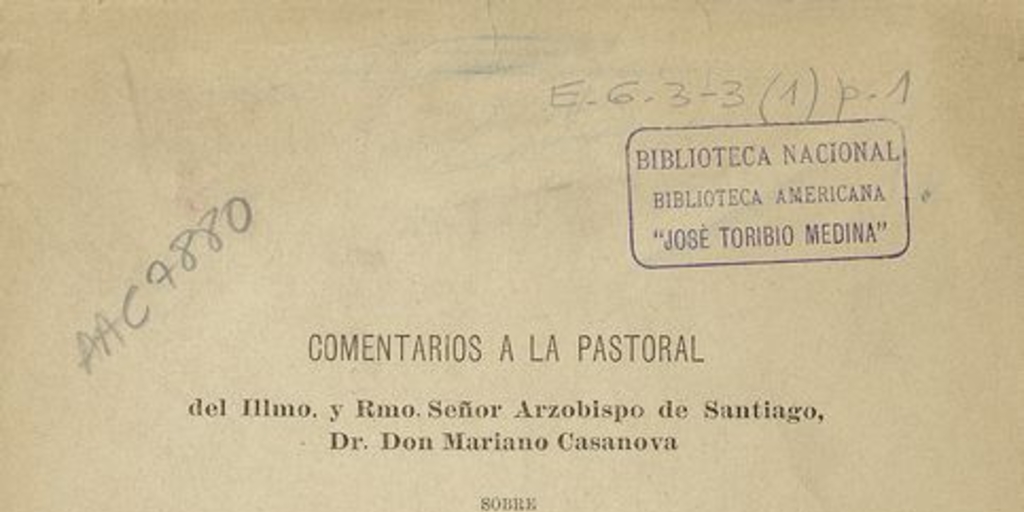 E-6-3-3(1) p.1
BIBLIOTECA NACIONAL
BIBLIOTECA AMERICANA
"JOSÉ TORIBIO MEDINA"
AAC7880
COMENTARIOS A LA PASTORAL
del Illmo. y Rmo. Señor Arzobispo de Santiago,
Dr. Don Mariano Casanova
SOBRE